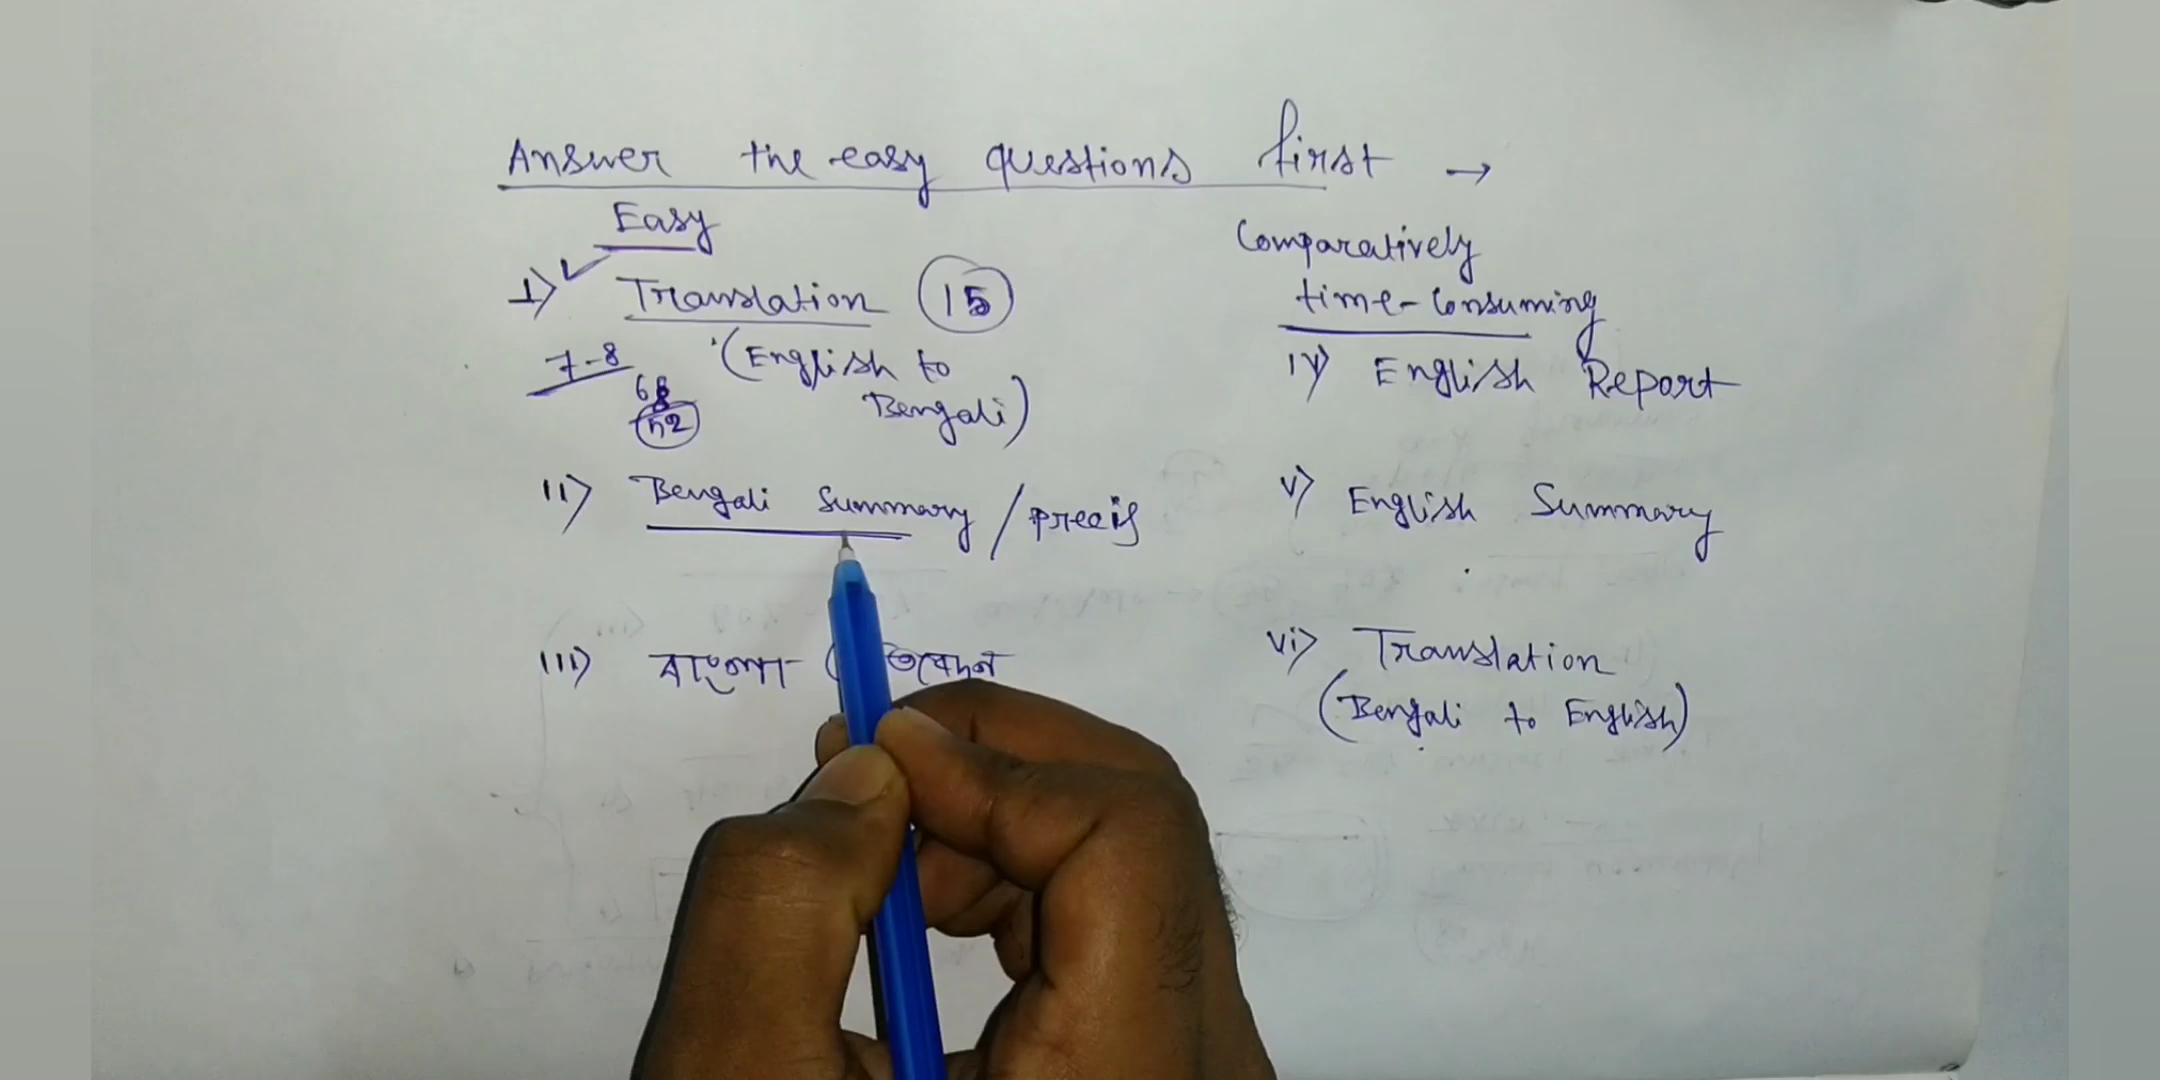 Answer the easy questions first →
Easy
I) ✓ Translation 15
7-8 (English to
Bengali)
52
II) Bengali Summary / precis
III) বাংলা
Comparatively
time-consuming
IV) English Report
V) English Summary
VI) Translation
(Bengali to English)